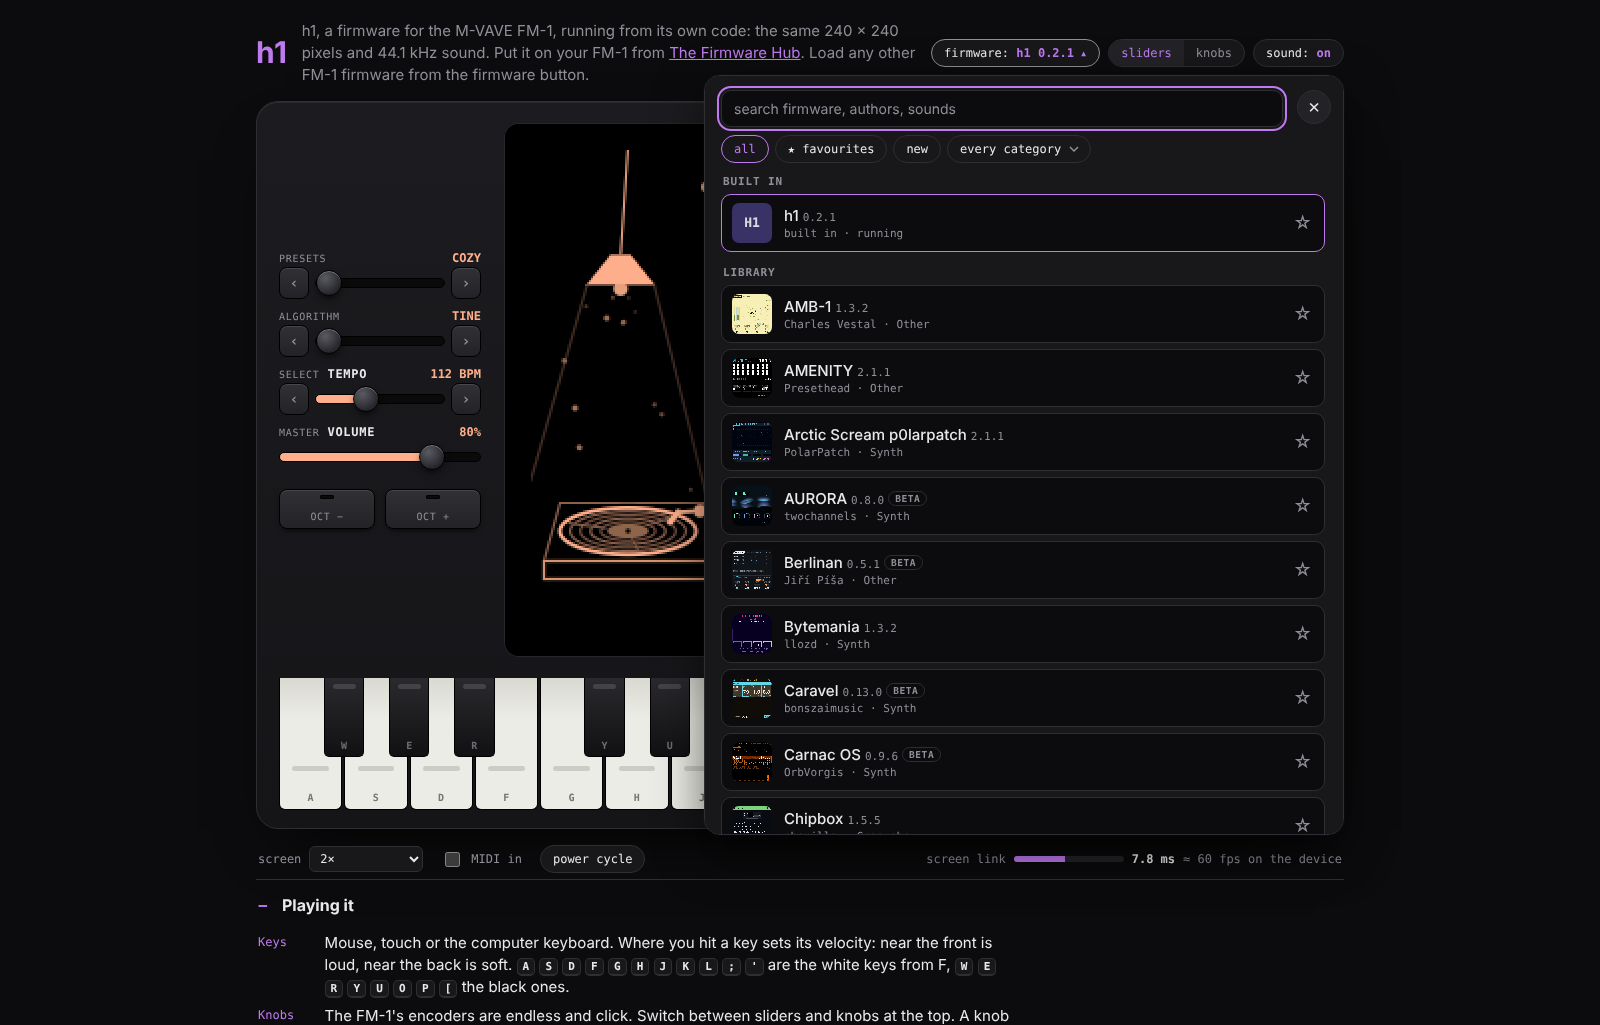 h1
h1, a firmware for the M-VAVE FM-1, running from its own code: the same 240 × 240
pixels and 44.1 kHz sound. Put it on your FM-1 from The Firmware Hub. Load any other
FM-1 firmware from the firmware button.
firmware: h1 0.2.1 ▴
sliders
knobs
sound: on
search firmware, authors, sounds
✕
all
★ favourites
new
every category
BUILT IN
H1
h1 0.2.1
built in · running
LIBRARY
AMB-1 1.3.2
Charles Vestal · Other
AMENITY 2.1.1
Presethead · Other
Arctic Scream p0larpatch 2.1.1
PolarPatch · Synth
AURORA 0.8.0 BETA
twochannels · Synth
Berlinan 0.5.1 BETA
Jiří Píša · Other
Bytemania 1.3.2
llozd · Synth
Caravel 0.13.0 BETA
bonszaimusic · Synth
Carnac OS 0.9.6 BETA
OrbVorgis · Synth
Chipbox 1.5.5
PRESETS COZY
‹ ›
ALGORITHM TINE
‹ ›
SELECT TEMPO 112 BPM
‹ ›
MASTER VOLUME 80%
OCT −
OCT +
W E R Y U
A S D F G H J
screen 2×
MIDI in
power cycle
screen link 7.8 ms ≈ 60 fps on the device
− Playing it
Keys
Mouse, touch or the computer keyboard. Where you hit a key sets its velocity: near the front is
loud, near the back is soft. A S D F G H J K L ; ' are the white keys from F, W E
R Y U O P [ the black ones.
Knobs
The FM-1's encoders are endless and click. Switch between sliders and knobs at the top. A knob